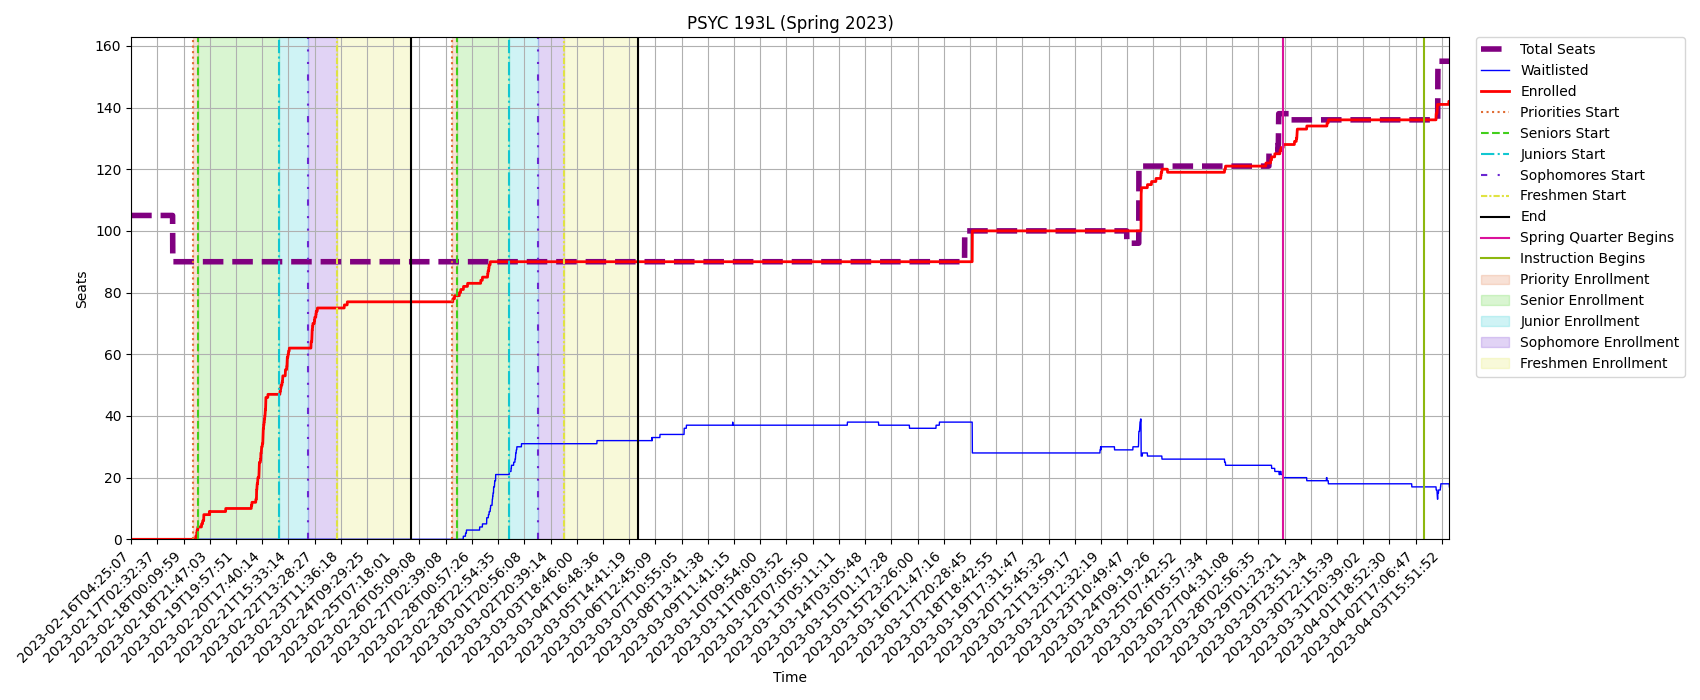 PSYC 193L (Spring 2023)
160
140
120
100
80
60
40
20
0
Seats
2023-02-16T04:25:07
2023-02-17T02:32:37
2023-02-18T00:09:59
2023-02-18T21:47:03
2023-02-19T19:57:51
2023-02-20T17:40:14
2023-02-21T15:33:14
2023-02-22T13:28:27
2023-02-23T11:36:18
2023-02-24T09:29:25
2023-02-25T07:18:01
2023-02-26T05:09:08
2023-02-27T02:39:08
2023-02-28T00:57:26
2023-02-28T22:54:35
2023-03-01T20:56:08
2023-03-02T20:39:14
2023-03-03T18:46:00
2023-03-04T16:48:36
2023-03-05T14:41:19
2023-03-06T12:45:09
2023-03-07T10:55:05
2023-03-08T13:41:38
2023-03-09T11:41:15
2023-03-10T09:54:00
2023-03-11T08:03:52
2023-03-12T07:05:50
2023-03-13T05:11:11
2023-03-14T03:05:48
2023-03-15T01:17:28
2023-03-15T23:26:00
2023-03-16T21:47:16
2023-03-17T20:28:45
2023-03-18T18:42:55
2023-03-19T17:31:47
2023-03-20T15:45:32
2023-03-21T13:59:17
2023-03-22T12:32:19
2023-03-23T10:49:47
2023-03-24T09:19:26
2023-03-25T07:42:52
2023-03-26T05:57:34
2023-03-27T04:31:08
2023-03-28T02:56:35
2023-03-29T01:23:21
2023-03-29T23:51:34
2023-03-30T22:15:39
2023-03-31T20:39:02
2023-04-01T18:52:30
2023-04-02T17:06:47
2023-04-03T15:51:52
Time
Total Seats
Waitlisted
Enrolled
Priorities Start
Seniors Start
Juniors Start
Sophomores Start
Freshmen Start
End
Spring Quarter Begins
Instruction Begins
Priority Enrollment
Senior Enrollment
Junior Enrollment
Sophomore Enrollment
Freshmen Enrollment